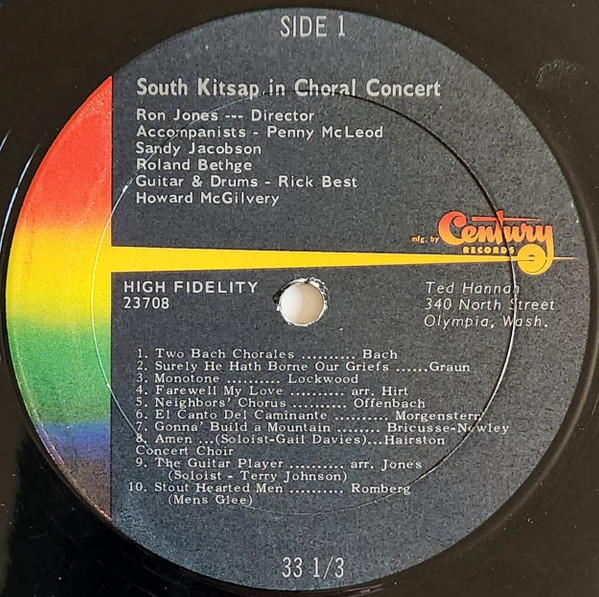 SIDE 1
South Kitsap in Choral Concert
Ron Jones --- Director
Accompanists - Penny McLeod
Sandy Jacobson
Roland Bethge
Guitar & Drums - Rick Best
Howard McGilvery
mfg. by Century
RECORDS
HIGH FIDELITY
23708
Ted Hannah
340 North Street
Olympia, Wash.
1. Two Bach Chorales .......... Bach
2. Surely He Hath Borne Our Griefs ......Graun
3. Monotone .......... Lockwood
4. Farewell My Love .......... arr. Hirt
5. Neighbors' Chorus .......... Offenbach
6. El Canto Del Caminante .......... Morgenstern
7. Gonna' Build a Mountain ........ Bricusse-Newley
8. Amen ...(Soloist-Gail Davies)...Hairston
Concert Choir
9. The Guitar Player .......... arr. Jones
(Soloist - Terry Johnson)
10. Stout Hearted Men .......... Romberg
(Mens Glee)
33 1/3